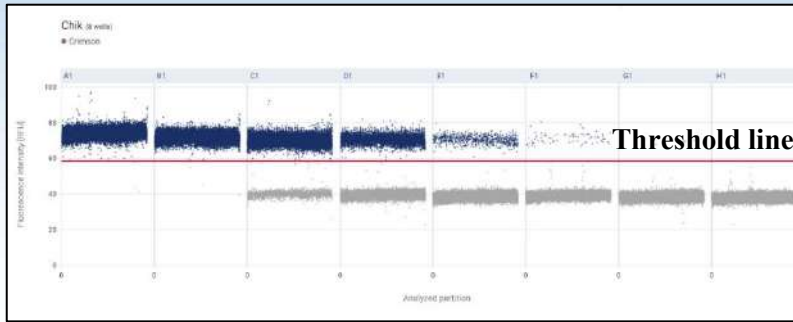 Chik (8 wells)
Crimson
A1 B1 C1 D1 E1 F1 G1 H1
100
80
60
40
20
0
Fluorescence intensity [RFU]
Threshold line
0 0 0 0 0 0 0 0
Analyzed partition